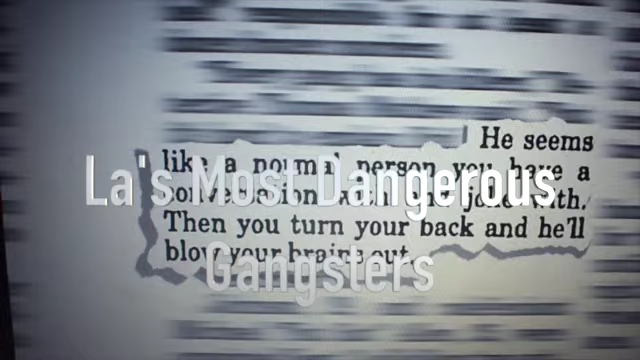 He seems
like a normal person you have a
conversation with and joke with.
Then you turn your back and he'll
blow your brains out.
La's Most Dangerous
Gangsters